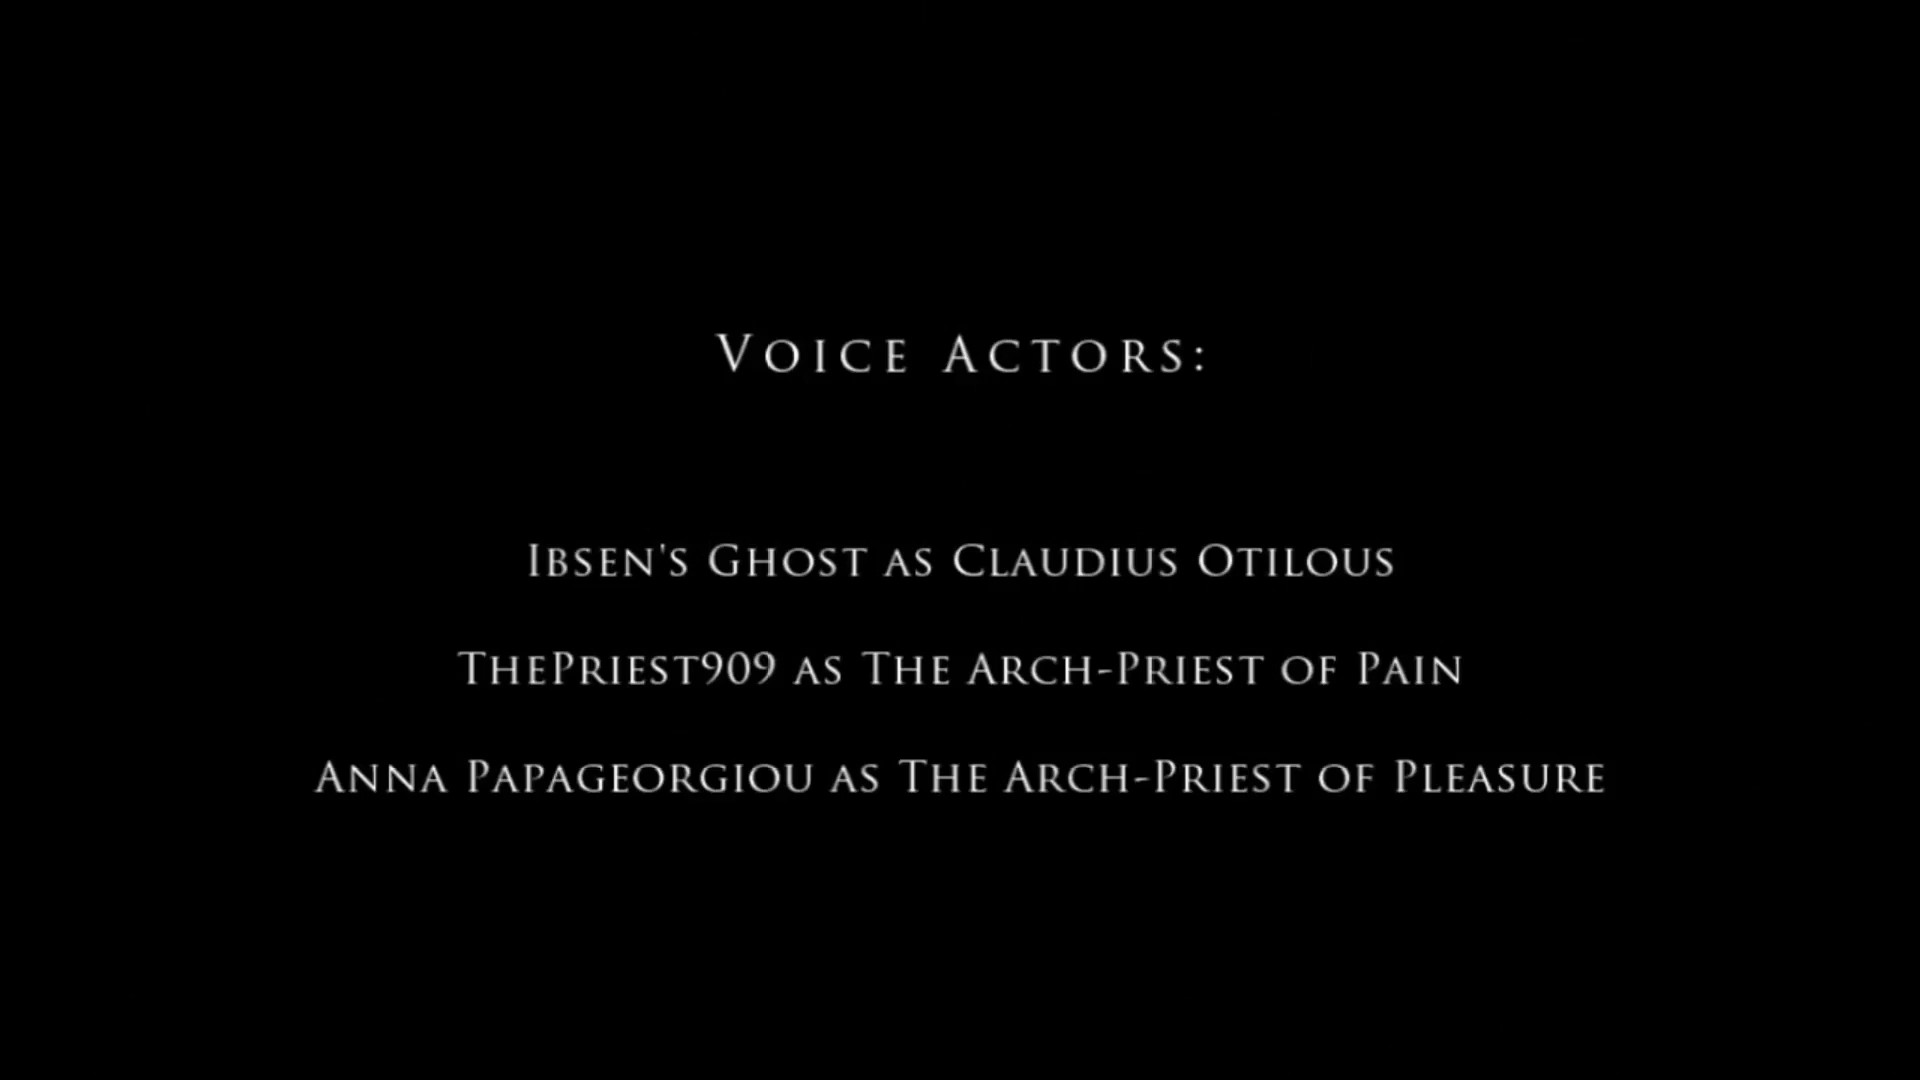 Voice Actors:
Ibsen's Ghost as Claudius Otilous
ThePriest909 as The Arch-Priest of Pain
Anna Papageorgiou as The Arch-Priest of Pleasure